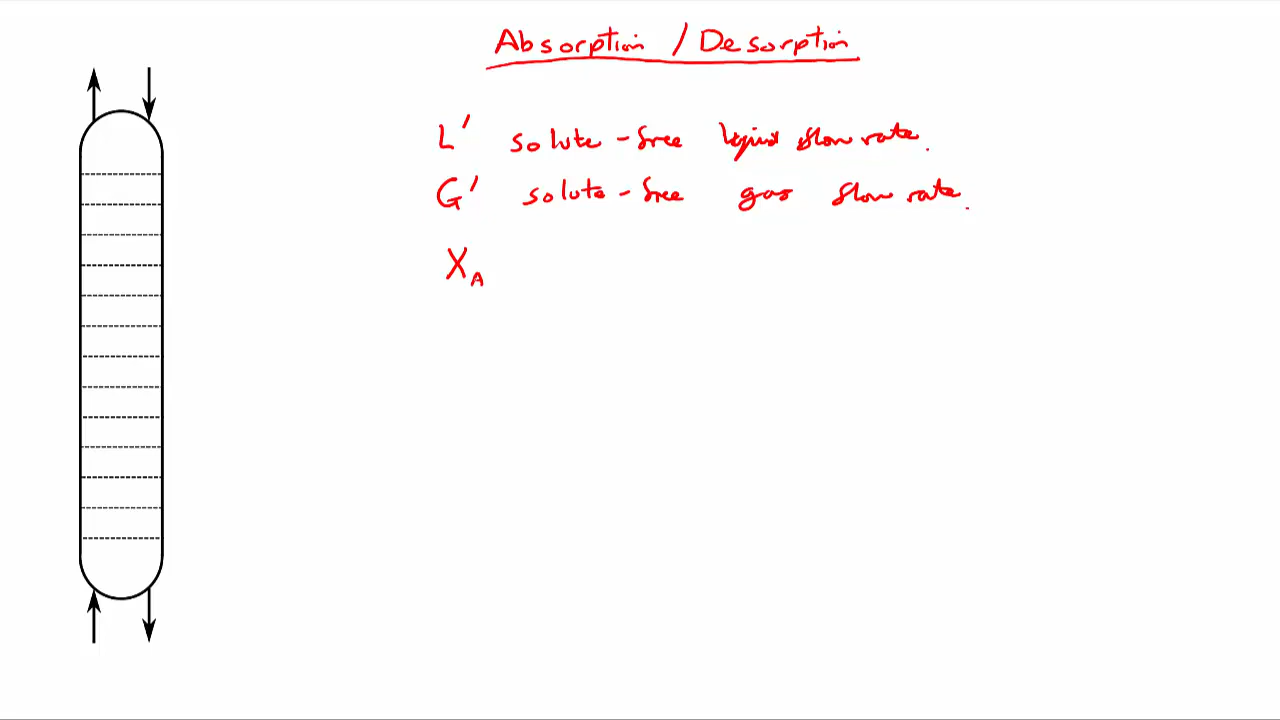 Absorption / Desorption
L' solute-free liquid flow rate.
G' solute-free gas flow rate.
X_A